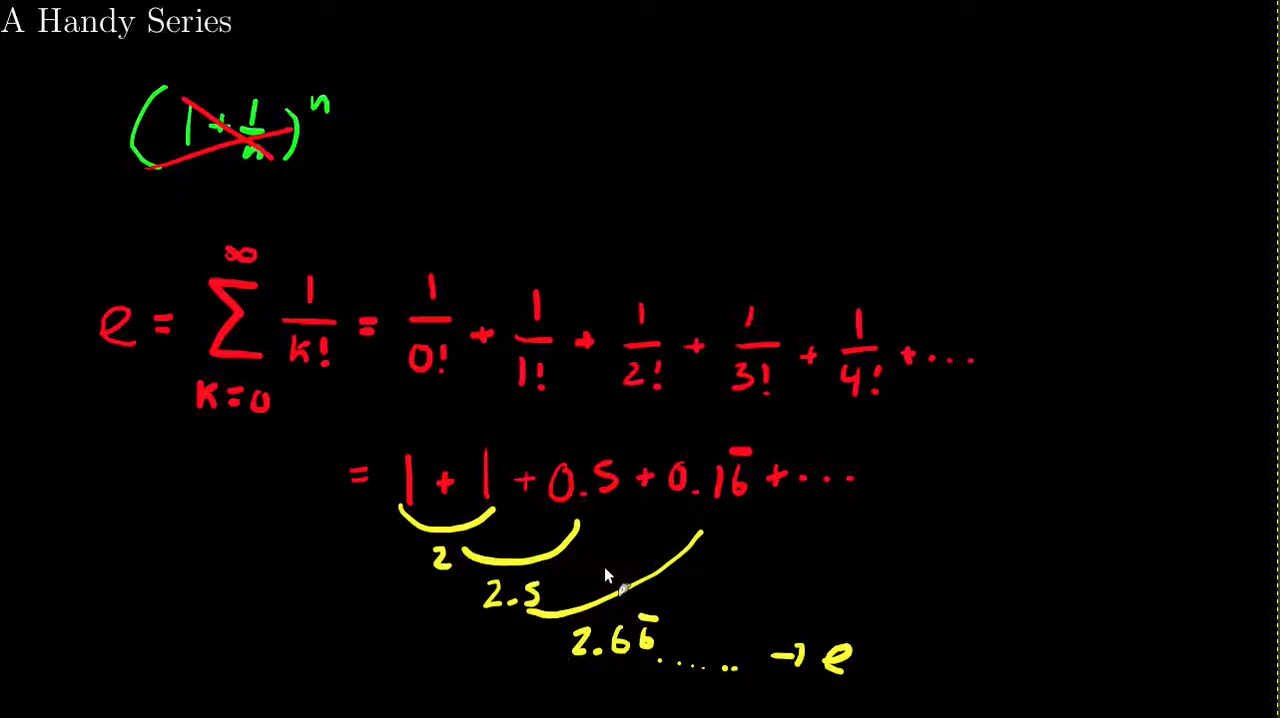 A Handy Series
(1 + 1/n)^n
e = ∑_{k=0}^{∞} 1/k! = 1/0! + 1/1! + 1/2! + 1/3! + 1/4! + ...
= 1 + 1 + 0.5 + 0.16̅ + ...
2
2.5
2.66̅ ...... → e